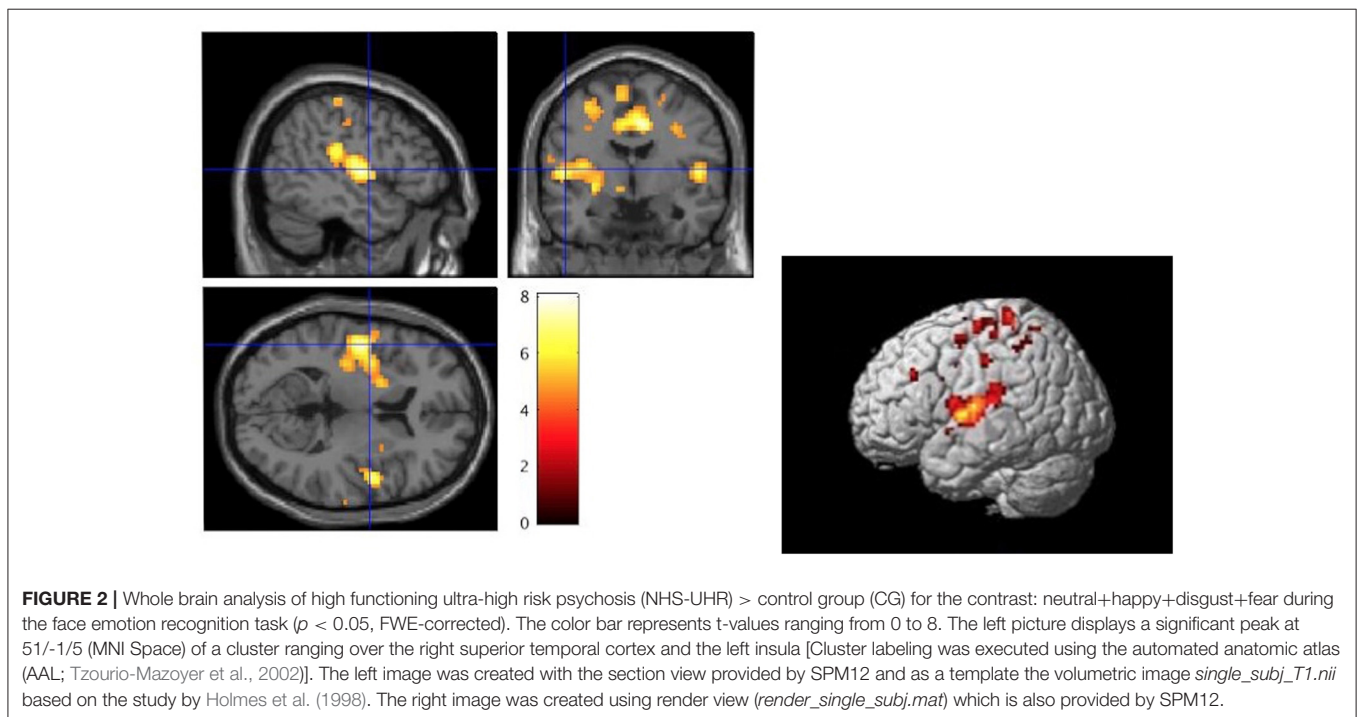 8
6
4
2
0
FIGURE 2 | Whole brain analysis of high functioning ultra-high risk psychosis (NHS-UHR) > control group (CG) for the contrast: neutral+happy+disgust+fear during
the face emotion recognition task (p < 0.05, FWE-corrected). The color bar represents t-values ranging from 0 to 8. The left picture displays a significant peak at
51/-1/5 (MNI Space) of a cluster ranging over the right superior temporal cortex and the left insula [Cluster labeling was executed using the automated anatomic atlas
(AAL; Tzourio-Mazoyer et al., 2002)]. The left image was created with the section view provided by SPM12 and as a template the volumetric image single_subj_T1.nii
based on the study by Holmes et al. (1998). The right image was created using render view (render_single_subj.mat) which is also provided by SPM12.